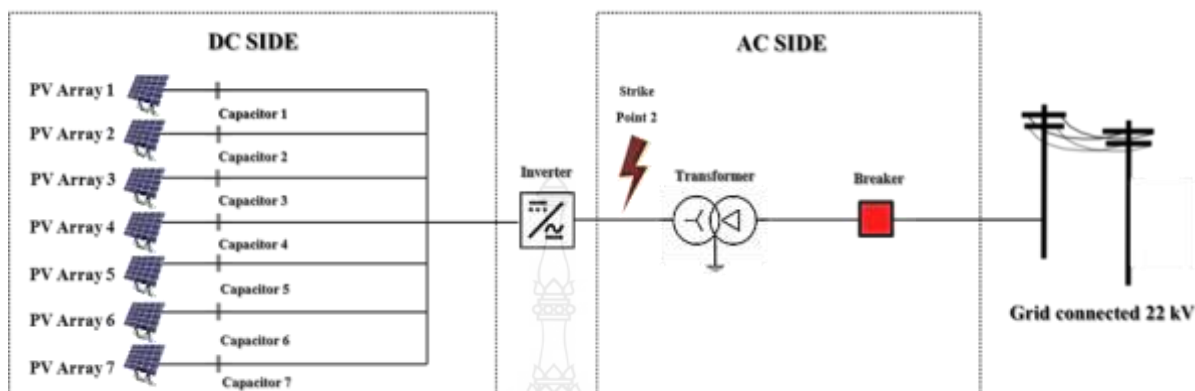 DC SIDE
AC SIDE
PV Array 1
Capacitor 1
PV Array 2
Capacitor 2
PV Array 3
Capacitor 3
PV Array 4
Capacitor 4
PV Array 5
Capacitor 5
PV Array 6
Capacitor 6
PV Array 7
Capacitor 7
Inverter
Strike
Point 2
Transformer
Breaker
Grid connected 22 kV